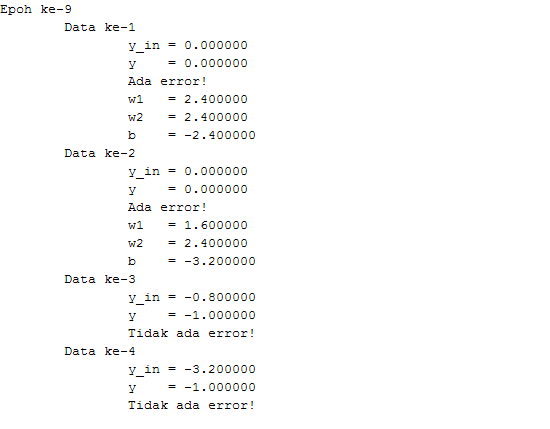 Epoh ke-9
Data ke-1
y_in = 0.000000
y    = 0.000000
Ada error!
w1   = 2.400000
w2   = 2.400000
b    = -2.400000
Data ke-2
y_in = 0.000000
y    = 0.000000
Ada error!
w1   = 1.600000
w2   = 2.400000
b    = -3.200000
Data ke-3
y_in = -0.800000
y    = -1.000000
Tidak ada error!
Data ke-4
y_in = -3.200000
y    = -1.000000
Tidak ada error!